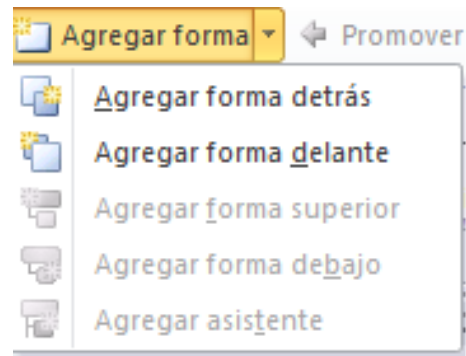 Agregar forma Promover
Agregar forma detrás
Agregar forma delante
Agregar forma superior
Agregar forma debajo
Agregar asistente